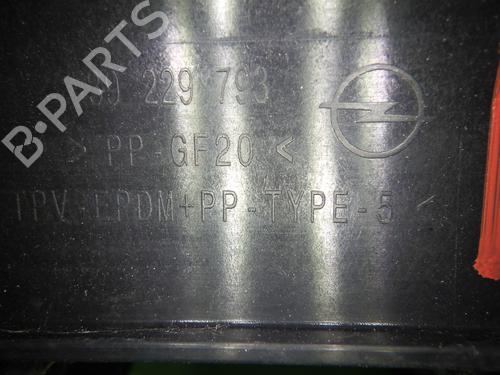 B-PARTS
229 793
> PP-GF20 <
TPV-EPDM+PP-TYPE-5 <